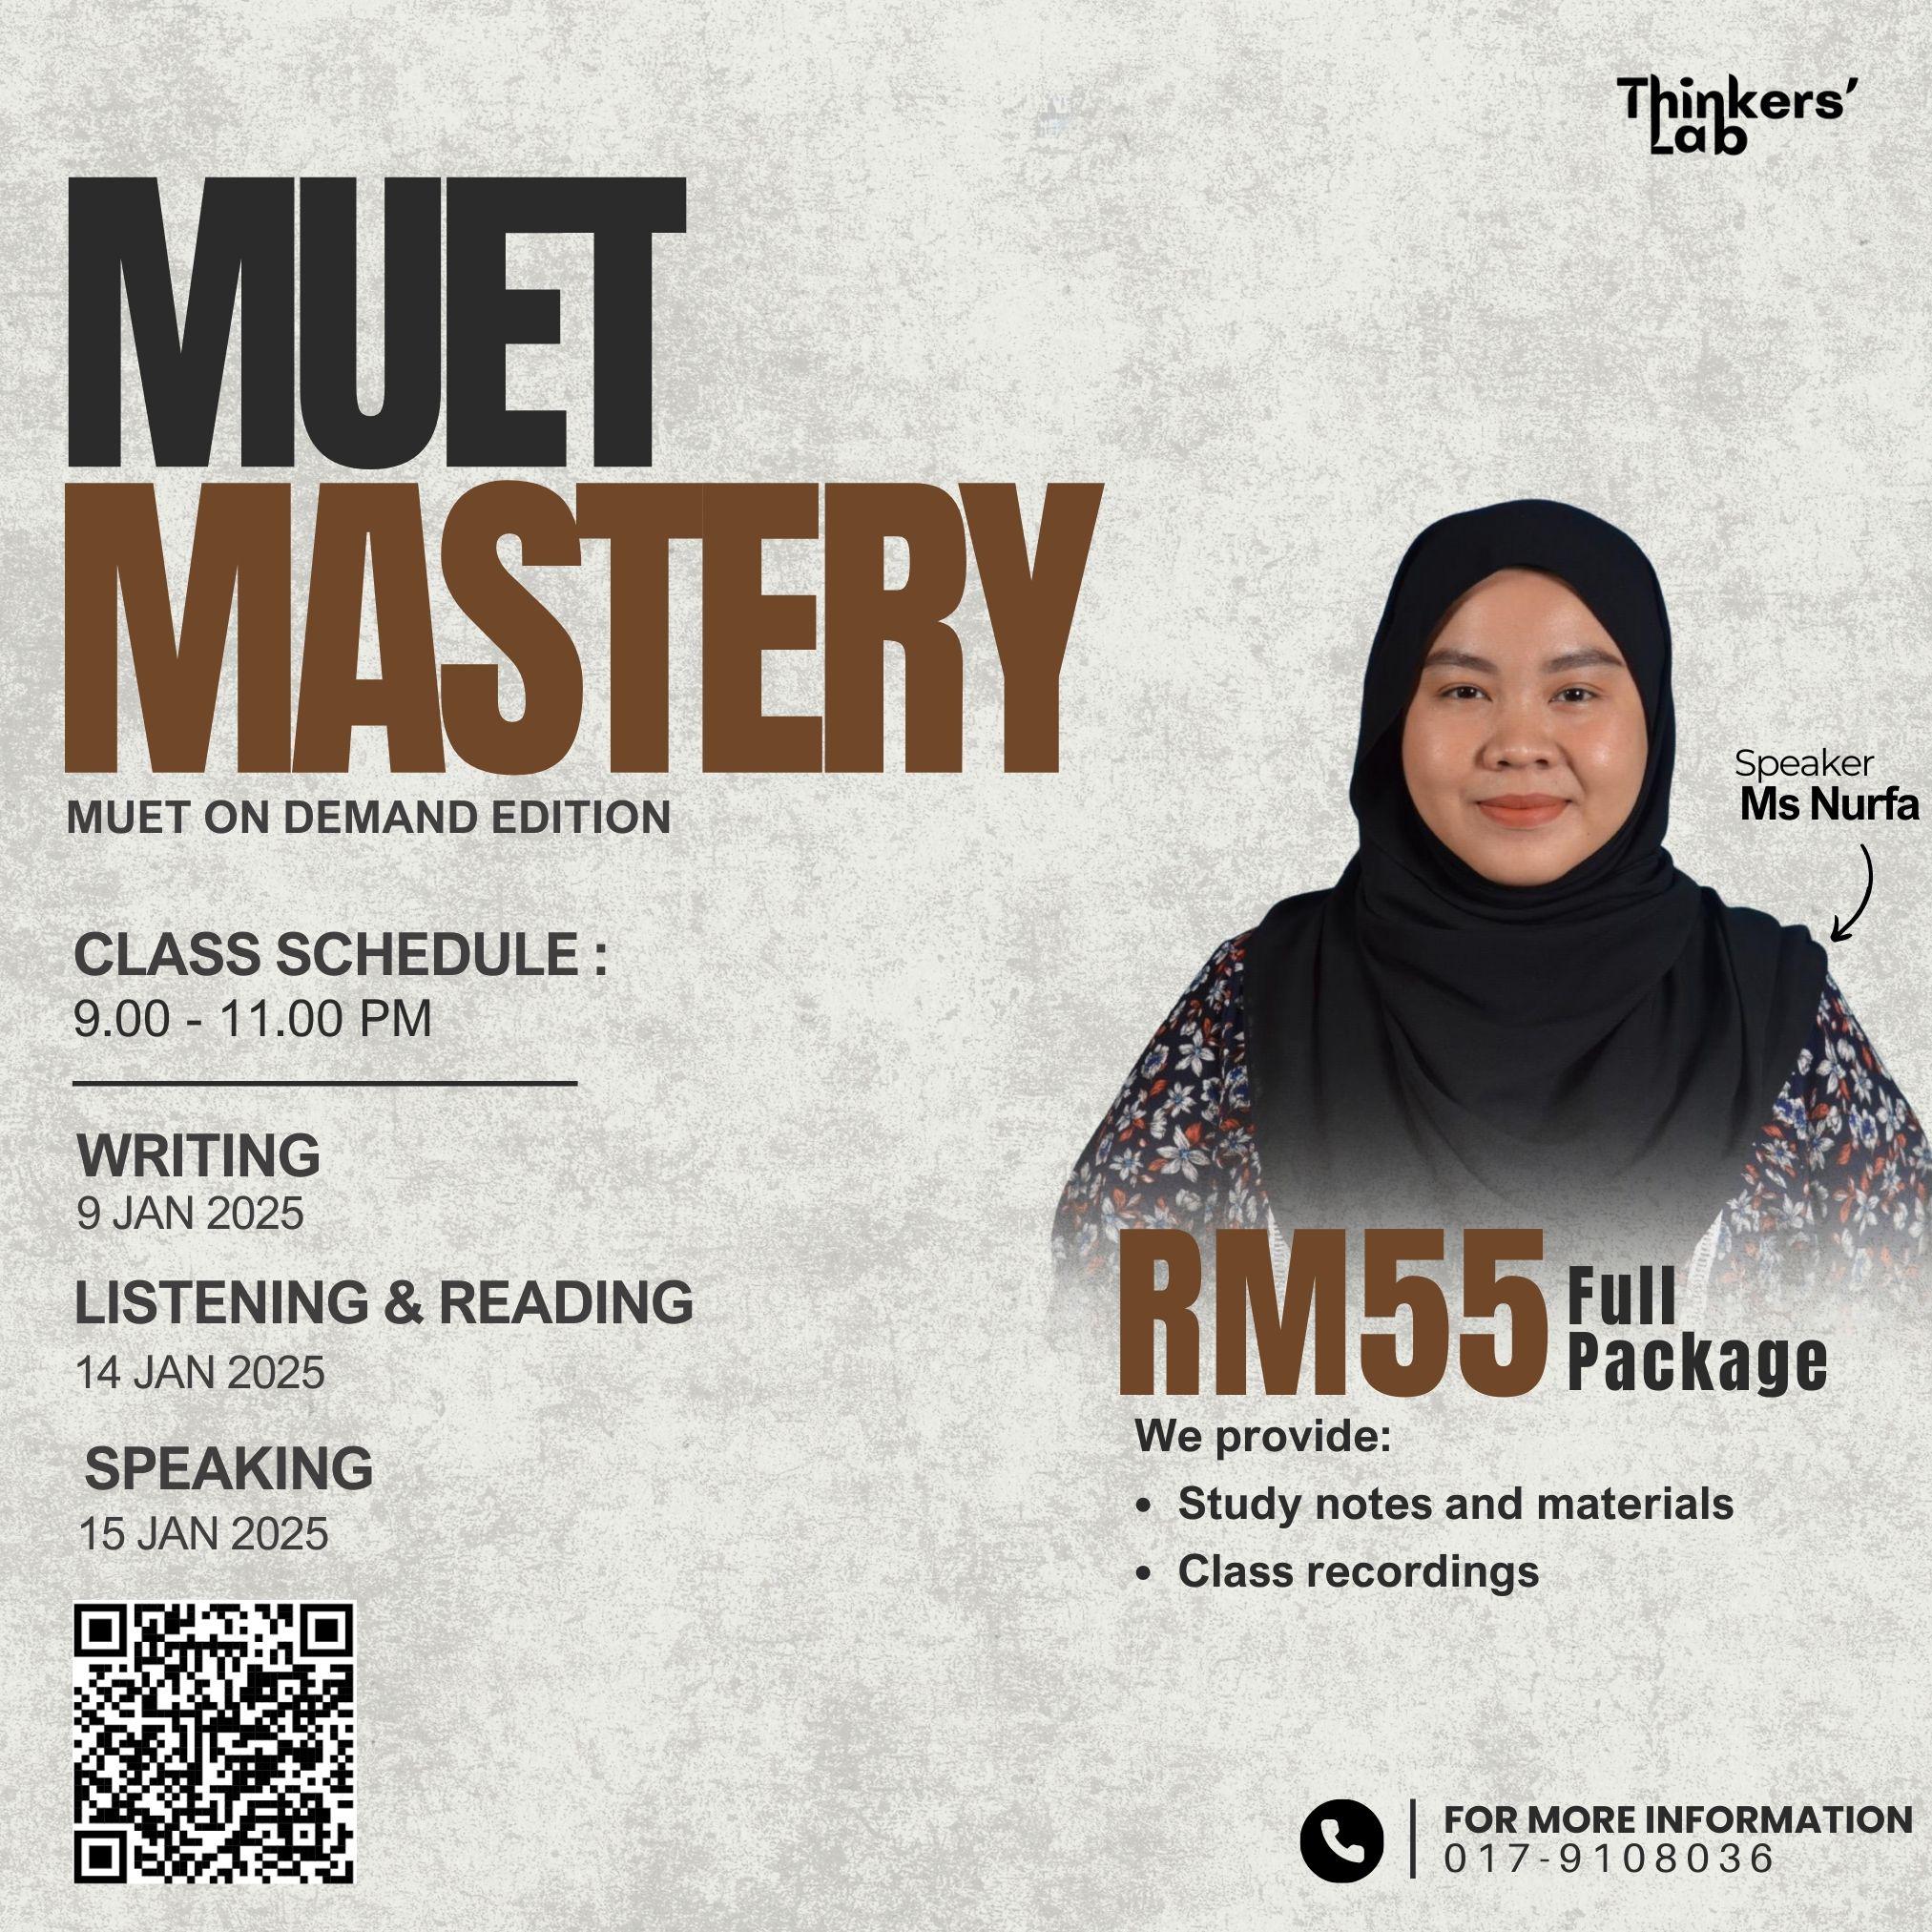 Thinkers'
Lab
MUET
MASTERY
MUET ON DEMAND EDITION
CLASS SCHEDULE :
9.00 - 11.00 PM
WRITING
9 JAN 2025
LISTENING & READING
14 JAN 2025
SPEAKING
15 JAN 2025
Speaker
Ms Nurfa
RM55 Full
Package
We provide:
• Study notes and materials
• Class recordings
FOR MORE INFORMATION
017-9108036